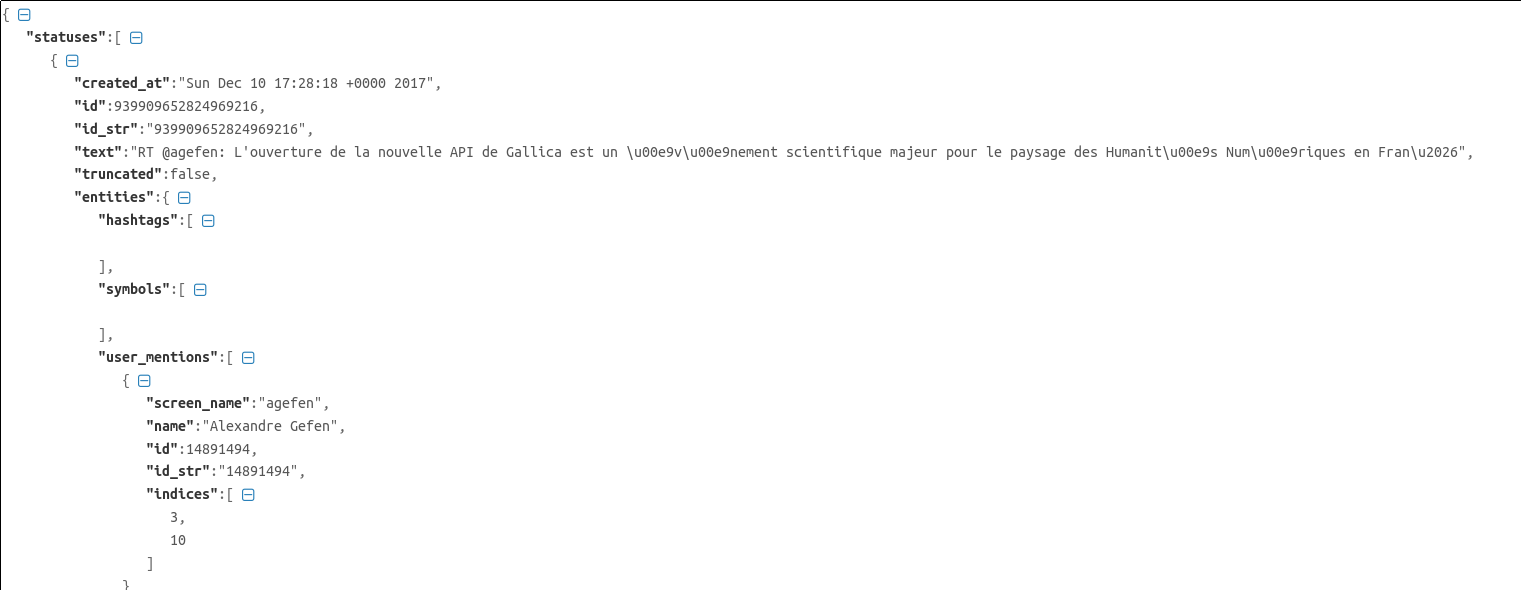 {
"statuses":[
{
"created_at":"Sun Dec 10 17:28:18 +0000 2017",
"id":939909652824969216,
"id_str":"939909652824969216",
"text":"RT @agefen: L'ouverture de la nouvelle API de Gallica est un \u00e9v\u00e9nement scientifique majeur pour le paysage des Humanit\u00e9s Num\u00e9riques en Fran\u2026",
"truncated":false,
"entities":{
"hashtags":[
],
"symbols":[
],
"user_mentions":[
{
"screen_name":"agefen",
"name":"Alexandre Gefen",
"id":14891494,
"id_str":"14891494",
"indices":[
3,
10
]
}